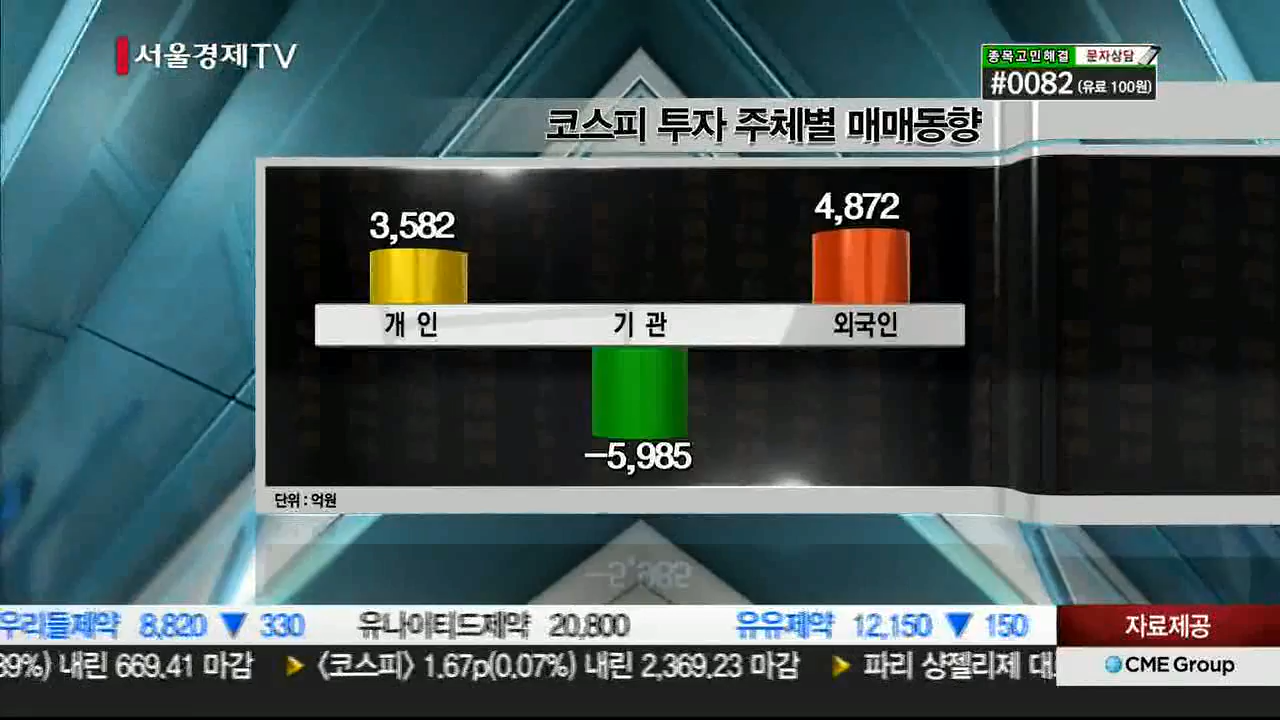 서울경제TV
종목고민해결 문자상담
#0082 (유료 100원)
코스피 투자 주체별 매매동향
3,582
4,872
개 인
기 관
외국인
-5,985
단위 : 억원
우리들제약 8,820 ▼ 330 유나이티드제약 20,800 유유제약 12,150 ▼ 150
자료제공
89%) 내린 669.41 마감 ▶ <코스피> 1.67p(0.07%) 내린 2,369.23 마감 ▶ 파리 샹젤리제 대
CME Group